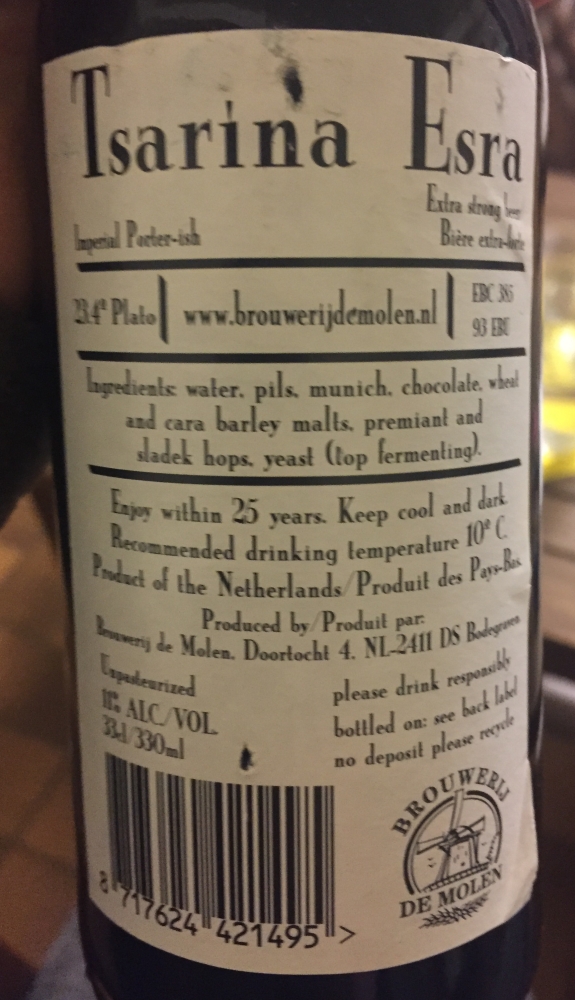 Tsarina Esra
Extra strong beer
Imperial Porter-ish
Bière extra-forte
23.4° Plato
www.brouwerijdemolen.nl
EBC 385
93 EBU
Ingredients: water, pils, munich, chocolate, wheat
and cara barley malts, premiant and
sladek hops, yeast (top fermenting).
Enjoy within 25 years. Keep cool and dark
Recommended drinking temperature 10° C.
Product of the Netherlands/Produit des Pays-Bas
Produced by/Produit par:
Brouwerij de Molen, Doortocht 4, NL-2411 DS Bodegraven
Unpasteurized
11% ALC/VOL
33cl/330ml
please drink responsibly
bottled on: see back label
no deposit please recycle
8 717624 421495 >
BROUWERIJ
DE MOLEN